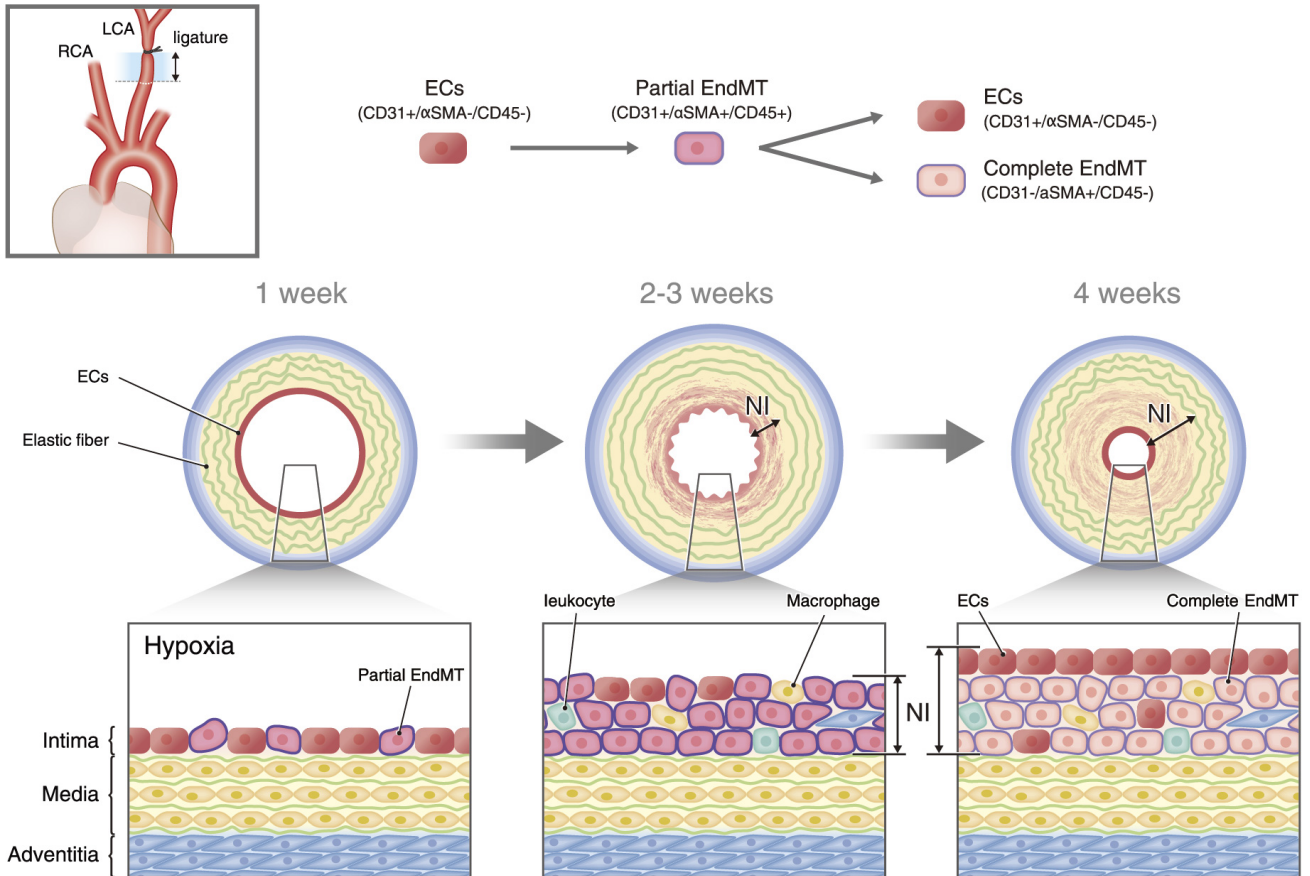 LCA
ligature
RCA
ECs
(CD31+/αSMA-/CD45-)
Partial EndMT
(CD31+/αSMA+/CD45+)
ECs
(CD31+/αSMA-/CD45-)
Complete EndMT
(CD31-/aSMA+/CD45-)
1 week
2-3 weeks
4 weeks
ECs
Elastic fiber
NI
NI
leukocyte
Macrophage
ECs
Complete EndMT
Hypoxia
Partial EndMT
NI
Intima
Media
Adventitia